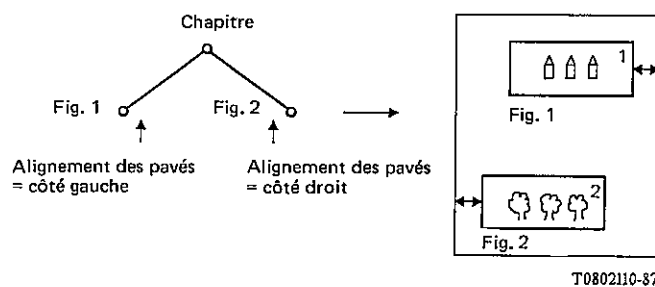 Chapitre
Fig. 1
Fig. 2
Alignement des pavés
= côté gauche
Alignement des pavés
= côté droit
1
Fig. 1
2
Fig. 2
T0802110-87